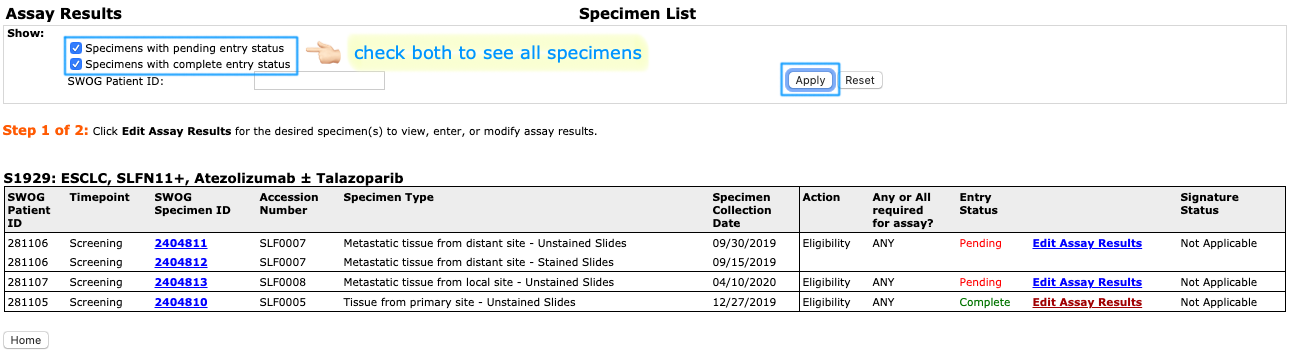 Assay Results Specimen List
Show:
Specimens with pending entry status
Specimens with complete entry status
check both to see all specimens
SWOG Patient ID:
Apply Reset
Step 1 of 2: Click Edit Assay Results for the desired specimen(s) to view, enter, or modify assay results.
S1929: ESCLC, SLFN11+, Atezolizumab ± Talazoparib
SWOG Patient ID Timepoint SWOG Specimen ID Accession Number Specimen Type Specimen Collection Date Action Any or All required for assay? Entry Status Signature Status
281106 Screening 2404811 SLF0007 Metastatic tissue from distant site - Unstained Slides 09/30/2019 Eligibility ANY Pending Edit Assay Results Not Applicable
281106 Screening 2404812 SLF0007 Metastatic tissue from distant site - Stained Slides 09/15/2019
281107 Screening 2404813 SLF0008 Metastatic tissue from local site - Unstained Slides 04/10/2020 Eligibility ANY Pending Edit Assay Results Not Applicable
281105 Screening 2404810 SLF0005 Tissue from primary site - Unstained Slides 12/27/2019 Eligibility ANY Complete Edit Assay Results Not Applicable
Home